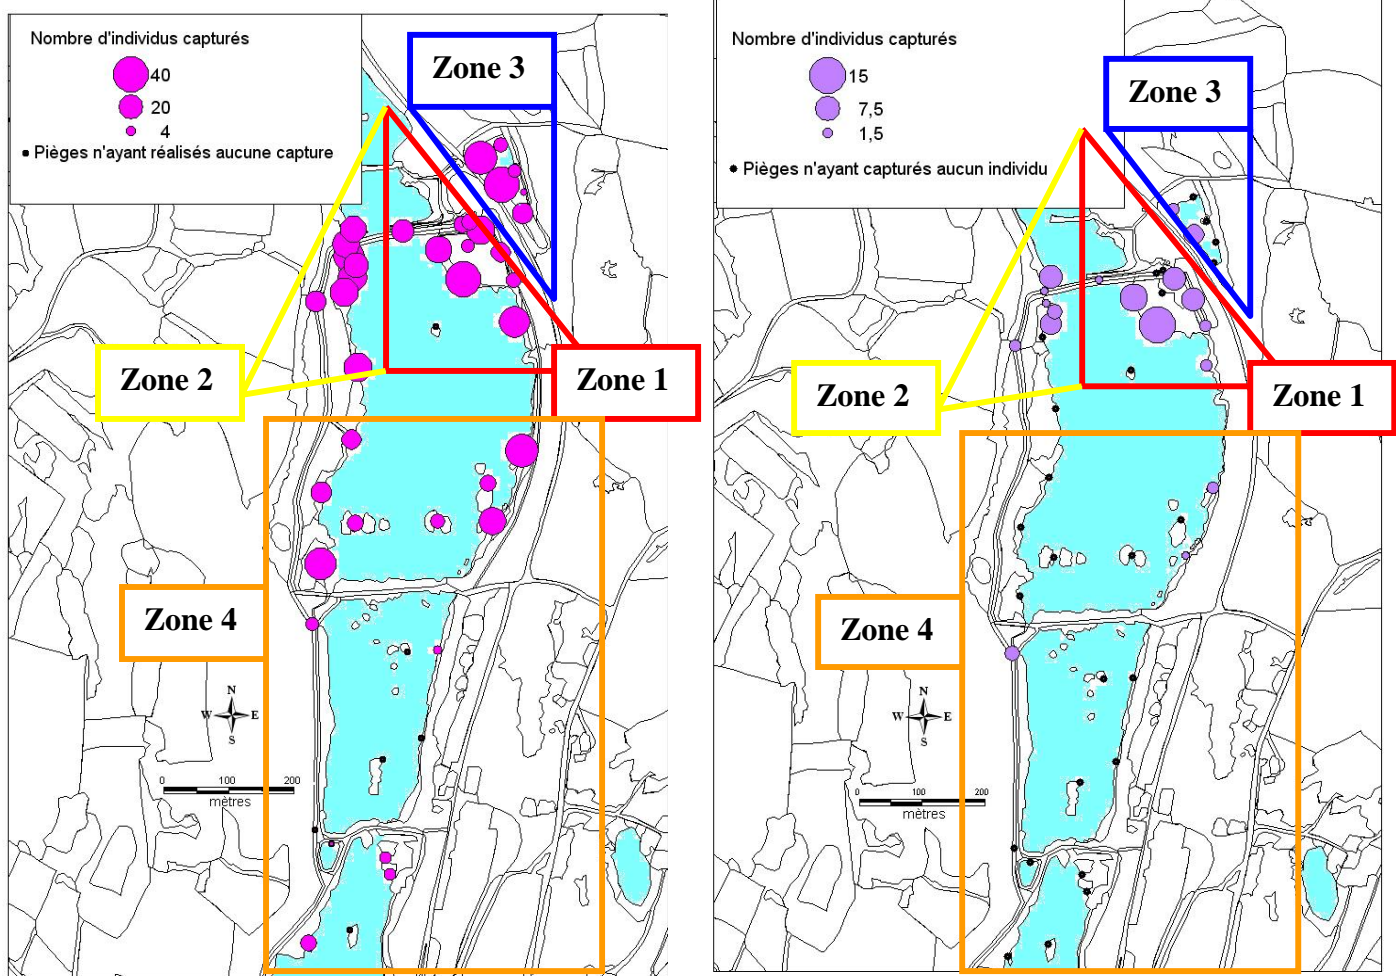 Nombre d'individus capturés
40
20
4
Pièges n'ayant réalisés aucune capture
Zone 3
Zone 2
Zone 1
Zone 4
N
W E
S
0 100 200
mètres
Nombre d'individus capturés
15
7,5
1,5
Pièges n'ayant capturés aucun individu
Zone 3
Zone 2
Zone 1
Zone 4
N
W E
S
0 100 200
mètres